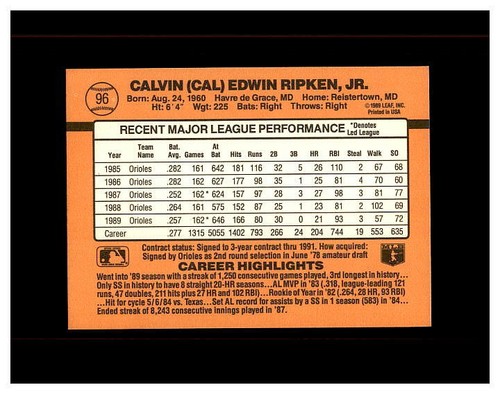 96
CALVIN (CAL) EDWIN RIPKEN, JR.
Born: Aug. 24, 1960 Havre de Grace, MD Home: Reistertown, MD
Ht: 6'4" Wgt: 225 Bats: Right Throws: Right
©1989 LEAF, INC.
Printed in USA
RECENT MAJOR LEAGUE PERFORMANCE *Denotes Led League
Year Team Name Bat. Avg. Games At Bat Hits Runs 2B 3B HR RBI Steal Walk SO
1985 Orioles .282 161 642 181 116 32 5 26 110 2 67 68
1986 Orioles .282 162 627 177 98 35 1 25 81 4 70 60
1987 Orioles .252 162* 624 157 97 28 3 27 98 3 81 77
1988 Orioles .264 161 575 152 87 25 1 23 81 2 102 69
1989 Orioles .257 162* 646 166 80 30 0 21 93 3 57 72
Career .277 1315 5055 1402 793 266 24 204 744 19 553 635
Contract status: Signed to 3-year contract thru 1991. How acquired:
Signed by Orioles as 2nd round selection in June '78 amateur draft
CAREER HIGHLIGHTS
Went into '89 season with a streak of 1,250 consecutive games played, 3rd longest in history...
Only SS in history to have 8 straight 20-HR seasons...AL MVP in '83 (.318, league-leading 121
runs, 47 doubles, 211 hits plus 27 HR and 102 RBI)...Rookie of Year in '82 (.264, 28 HR, 93 RBI)
...Hit for cycle 5/6/84 vs. Texas...Set AL record for assists by a SS in 1 season (583) in '84...
Ended streak of 8,243 consecutive innings played in '87.